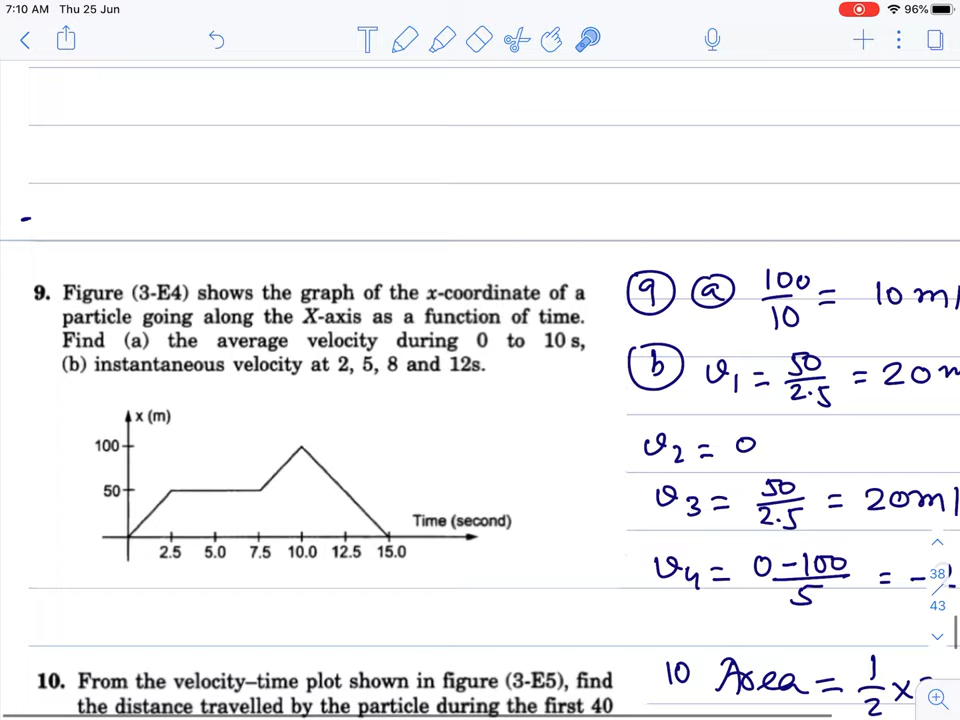 7:10 AM Thu 25 Jun
96%
9. Figure (3-E4) shows the graph of the x-coordinate of a
particle going along the X-axis as a function of time.
Find (a) the average velocity during 0 to 10 s,
(b) instantaneous velocity at 2, 5, 8 and 12s.
x (m)
100
50
Time (second)
2.5 5.0 7.5 10.0 12.5 15.0
9 a 100/10 = 10 m/
b v1 = 50/2.5 = 20 m
v2 = 0
v3 = 50/2.5 = 20m/
v4 = 0-100/5 = -
38
43
10. From the velocity–time plot shown in figure (3-E5), find
the distance travelled by the particle during the first 40
10 Area = 1/2 x